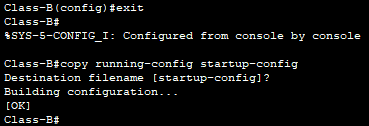 Class-B(config)#exit
Class-B#
%SYS-5-CONFIG_I: Configured from console by console
Class-B#copy running-config startup-config
Destination filename [startup-config]?
Building configuration...
[OK]
Class-B#